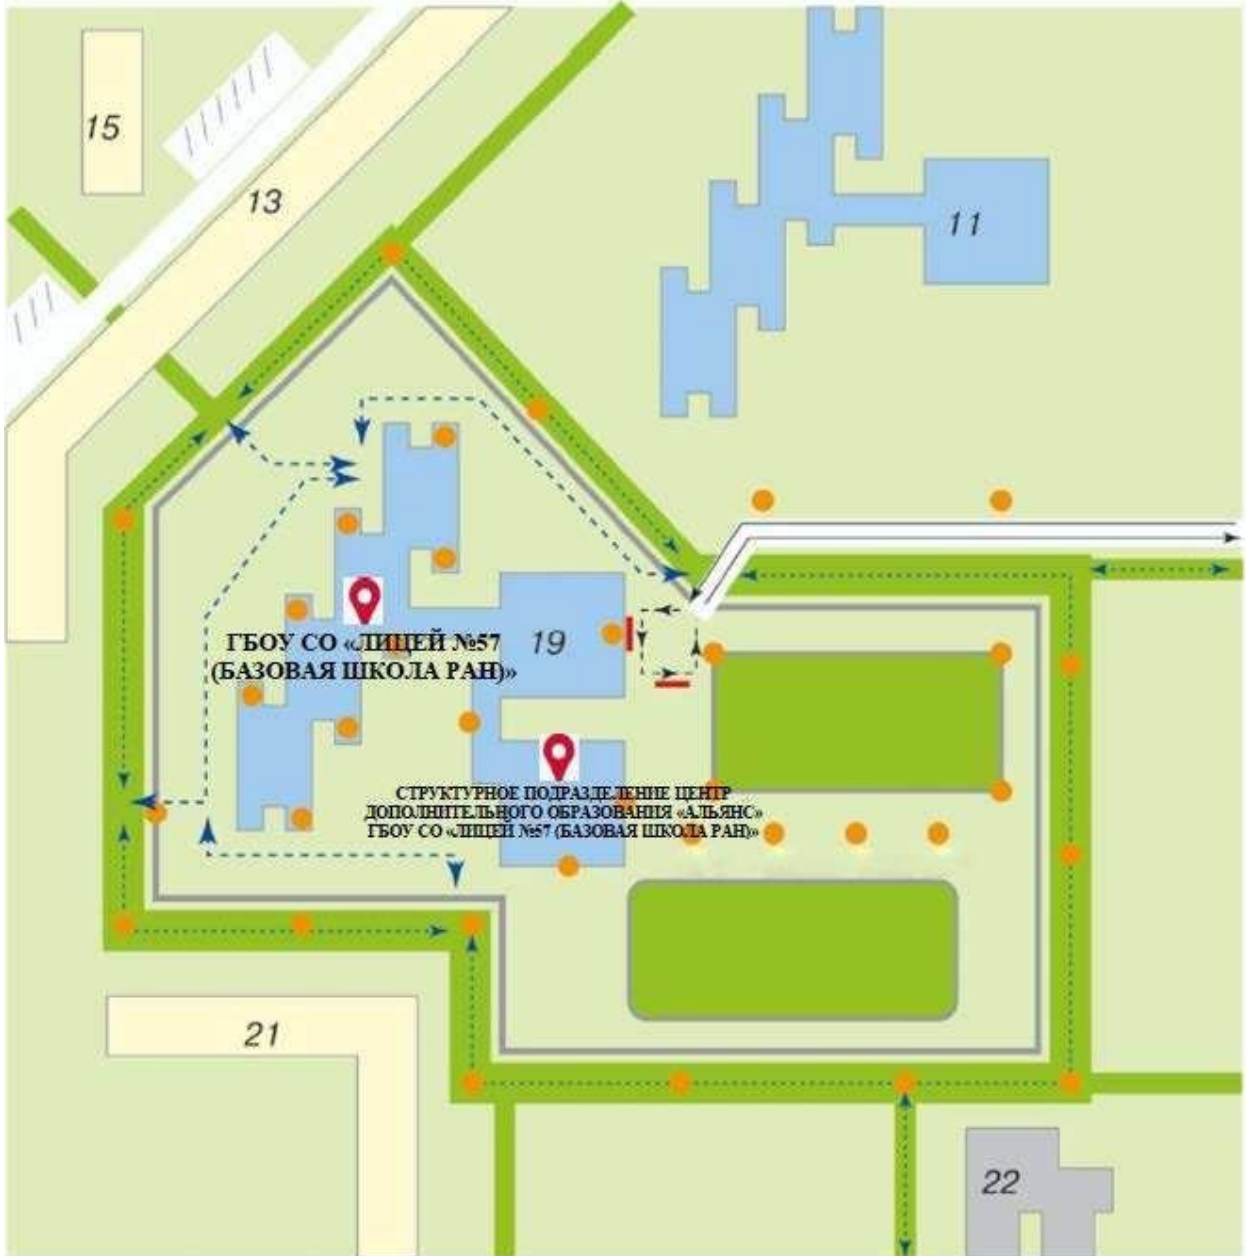 15
13
11
ГБОУ СО «ЛИЦЕЙ №57
(БАЗОВАЯ ШКОЛА РАН)»
19
СТРУКТУРНОЕ ПОДРАЗДЕЛЕНИЕ ЦЕНТР
ДОПОЛНИТЕЛЬНОГО ОБРАЗОВАНИЯ «АЛЬЯНС»
ГБОУ СО «ЛИЦЕЙ №57 (БАЗОВАЯ ШКОЛА РАН)»
21
22